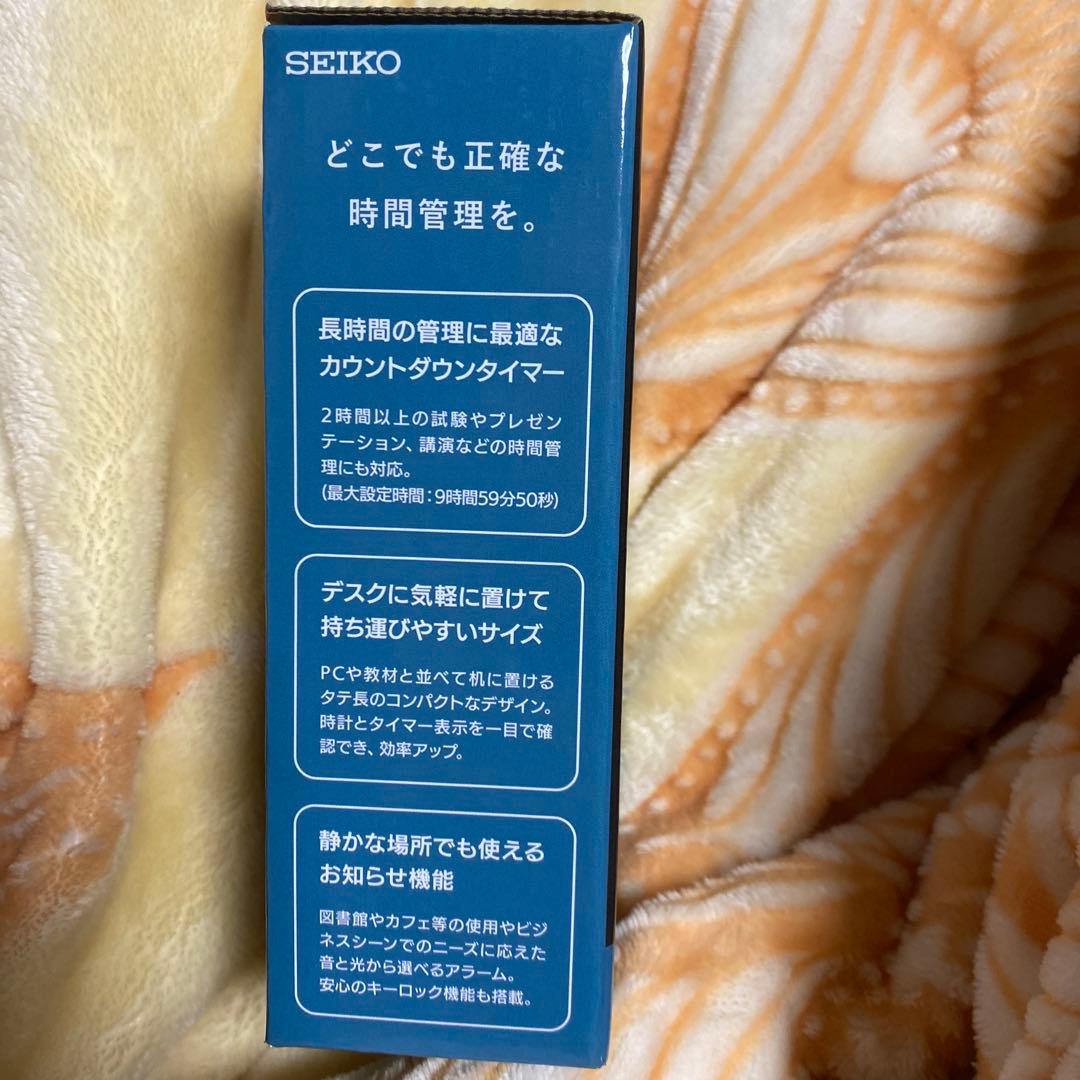 SEIKO
どこでも正確な
時間管理を。
長時間の管理に最適な
カウントダウンタイマー
2時間以上の試験やプレゼン
テーション、講演などの時間管
理にも対応。
(最大設定時間:9時間59分50秒)
デスクに気軽に置けて
持ち運びやすいサイズ
PCや教材と並べて机に置ける
タテ長のコンパクトなデザイン。
時計とタイマー表示を一目で確
認でき、効率アップ。
静かな場所でも使える
お知らせ機能
図書館やカフェ等の使用やビジ
ネスシーンでのニーズに応えた
音と光から選べるアラーム。
安心のキーロック機能も搭載。